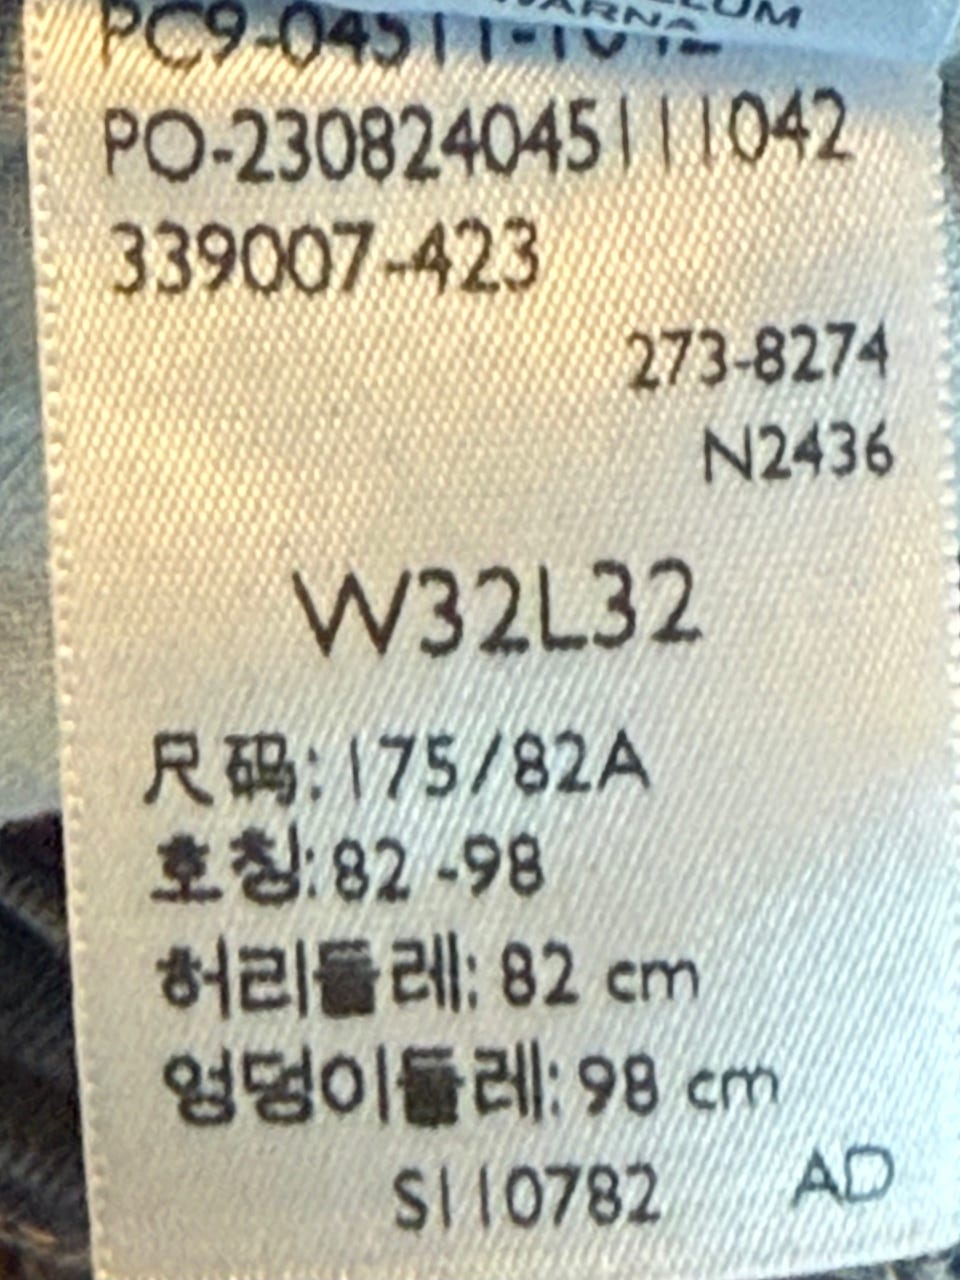 WARNA
PO-230824045111042
339007-423
273-8274
N2436
W32L32
尺码: 175/82A
호칭: 82 -98
허리둘레: 82 cm
엉덩이둘레: 98 cm
S110782 AD